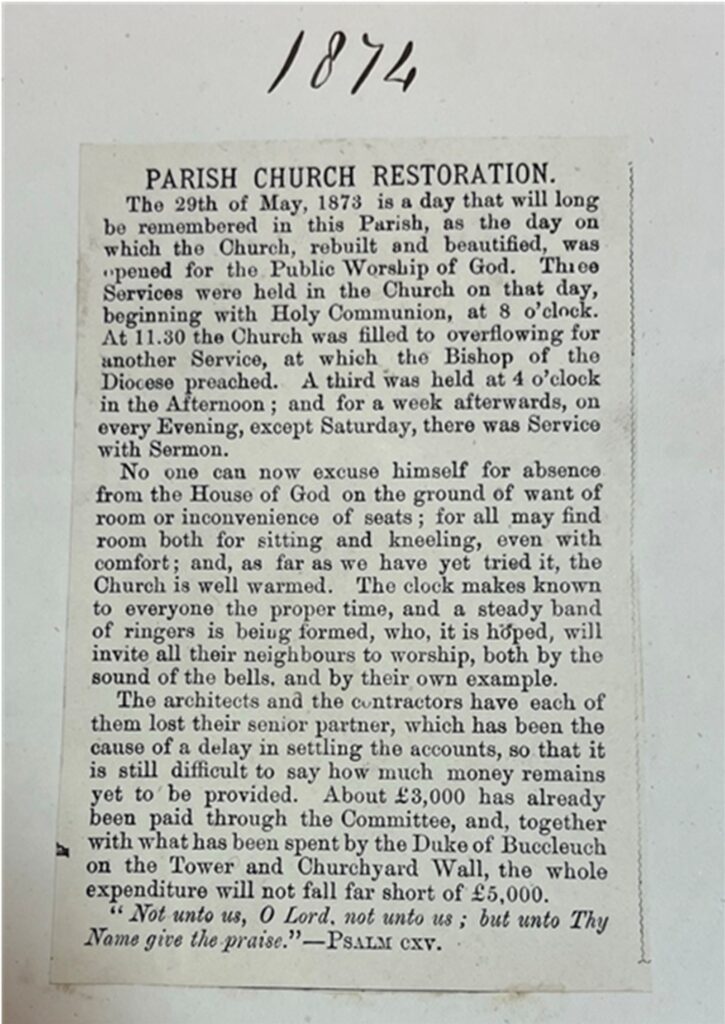 1874
PARISH CHURCH RESTORATION.
The 29th of May, 1873 is a day that will long
be remembered in this Parish, as the day on
which the Church, rebuilt and beautified, was
opened for the Public Worship of God. Three
Services were held in the Church on that day,
beginning with Holy Communion, at 8 o'clock.
At 11.30 the Church was filled to overflowing for
another Service, at which the Bishop of the
Diocese preached. A third was held at 4 o'clock
in the Afternoon; and for a week afterwards, on
every Evening, except Saturday, there was Service
with Sermon.
No one can now excuse himself for absence
from the House of God on the ground of want of
room or inconvenience of seats; for all may find
room both for sitting and kneeling, even with
comfort; and, as far as we have yet tried it, the
Church is well warmed. The clock makes known
to everyone the proper time, and a steady band
of ringers is being formed, who, it is hoped, will
invite all their neighbours to worship, both by the
sound of the bells, and by their own example.
The architects and the contractors have each of
them lost their senior partner, which has been the
cause of a delay in settling the accounts, so that it
is still difficult to say how much money remains
yet to be provided. About £3,000 has already
been paid through the Committee, and, together
with what has been spent by the Duke of Buccleuch
on the Tower and Churchyard Wall, the whole
expenditure will not fall far short of £5,000.
"Not unto us, O Lord, not unto us; but unto Thy
Name give the praise."—PSALM CXV.